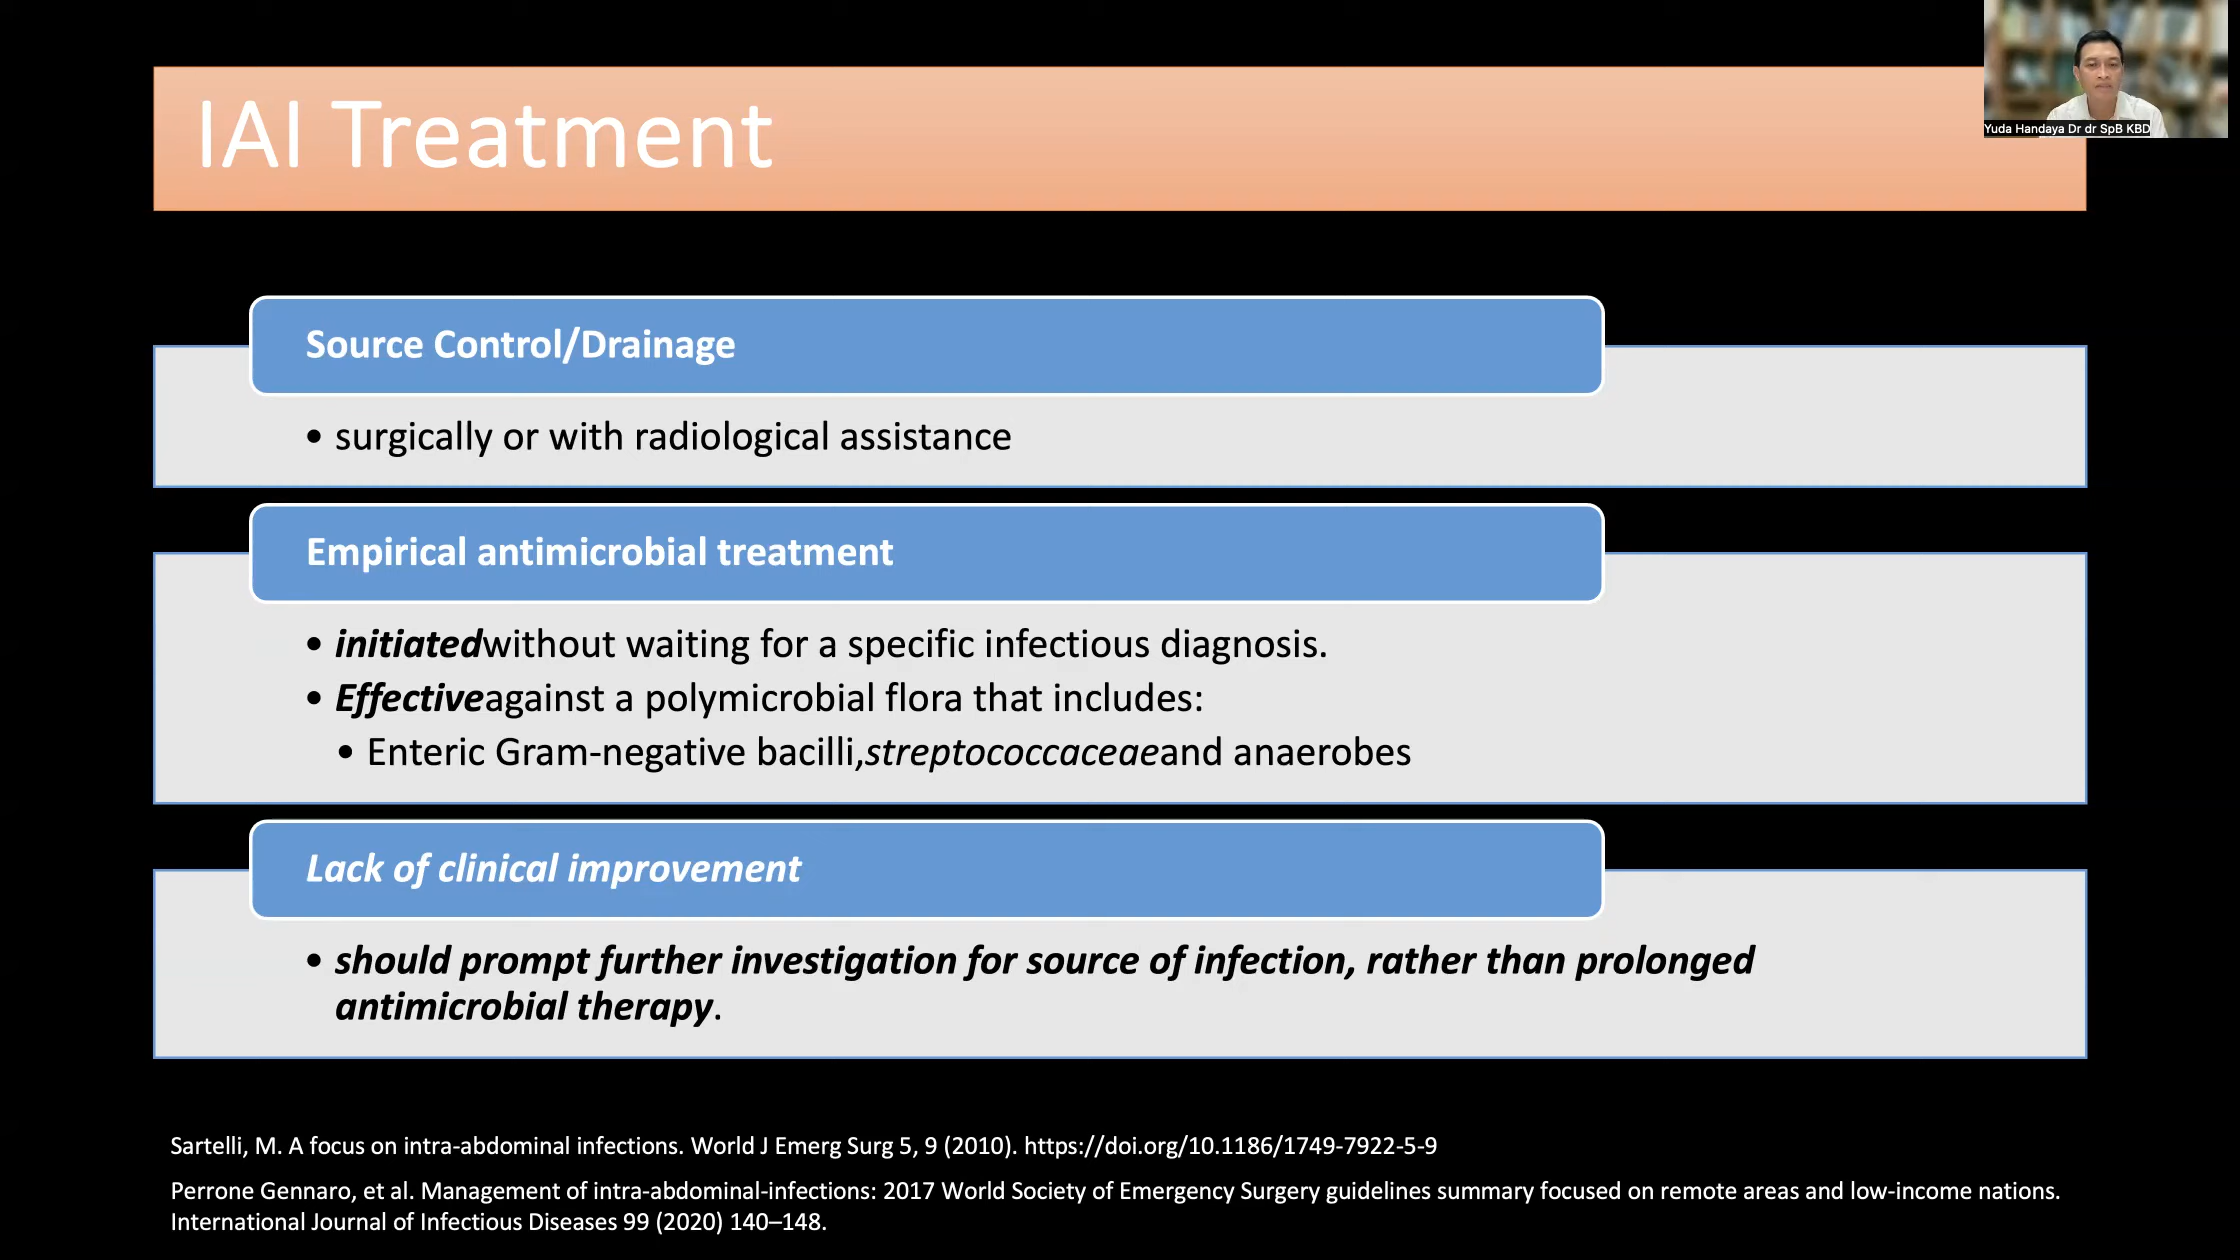 IAI Treatment
Yuda Handaya Dr dr SpB KBD
Source Control/Drainage
• surgically or with radiological assistance
Empirical antimicrobial treatment
• initiatedwithout waiting for a specific infectious diagnosis.
• Effectiveagainst a polymicrobial flora that includes:
• Enteric Gram-negative bacilli,streptococcaceaeand anaerobes
Lack of clinical improvement
• should prompt further investigation for source of infection, rather than prolonged
antimicrobial therapy.
Sartelli, M. A focus on intra-abdominal infections. World J Emerg Surg 5, 9 (2010). https://doi.org/10.1186/1749-7922-5-9
Perrone Gennaro, et al. Management of intra-abdominal-infections: 2017 World Society of Emergency Surgery guidelines summary focused on remote areas and low-income nations.
International Journal of Infectious Diseases 99 (2020) 140–148.